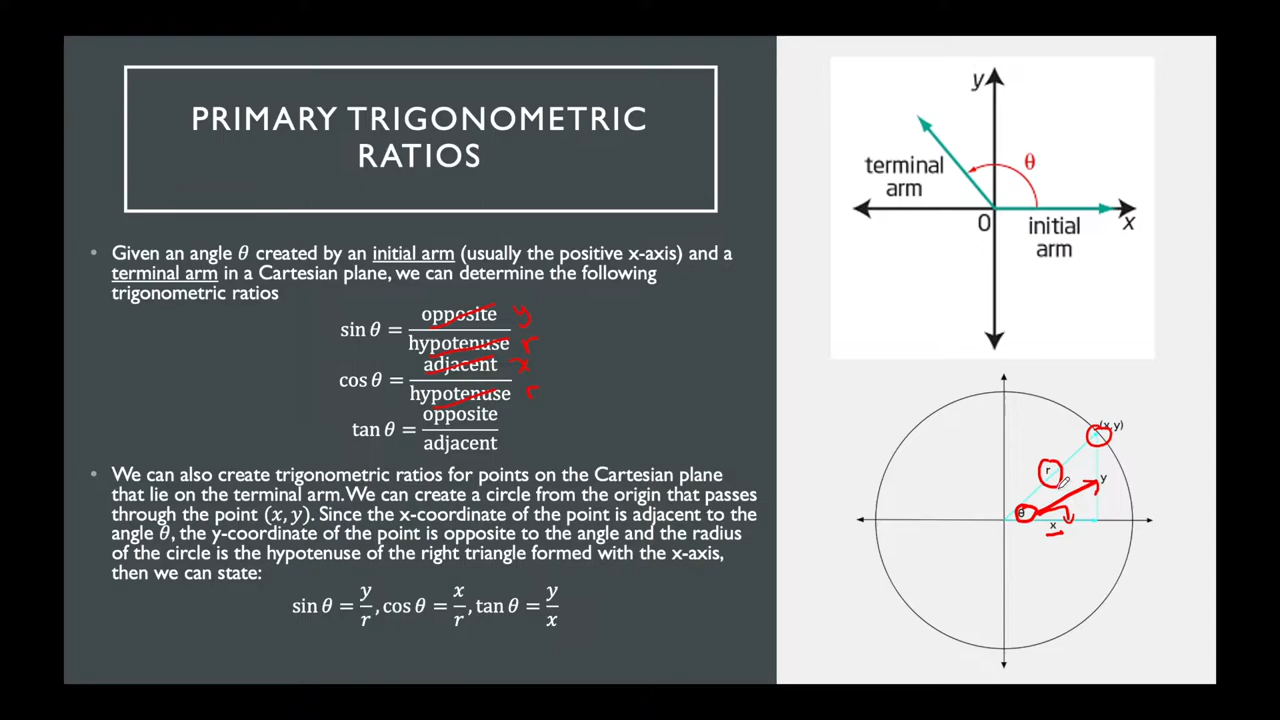 PRIMARY TRIGONOMETRIC
RATIOS
• Given an angle θ created by an initial arm (usually the positive x-axis) and a
terminal arm in a Cartesian plane, we can determine the following
trigonometric ratios
sin θ = opposite / hypotenuse y r
cos θ = adjacent / hypotenuse x r
tan θ = opposite / adjacent
• We can also create trigonometric ratios for points on the Cartesian plane
that lie on the terminal arm. We can create a circle from the origin that passes
through the point (x, y). Since the x-coordinate of the point is adjacent to the
angle θ, the y-coordinate of the point is opposite to the angle and the radius
of the circle is the hypotenuse of the right triangle formed with the x-axis,
then we can state:
sin θ = y/r, cos θ = x/r, tan θ = y/x
y
θ
terminal
arm
0
initial
arm
x
(x, y)
r
y
θ
x